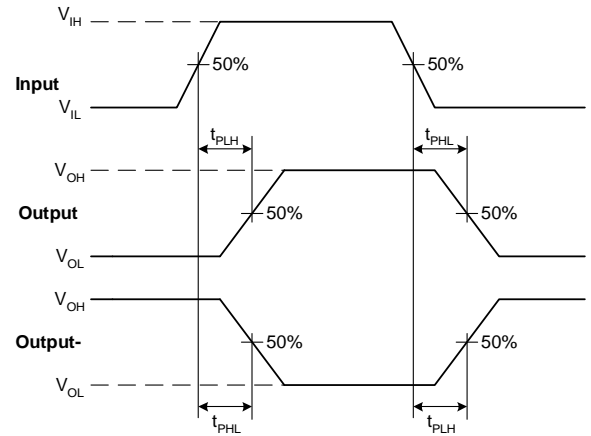 V_IH
50% 50%
Input
V_IL
t_PLH t_PHL
V_OH
Output 50% 50%
V_OL
V_OH
Output- 50% 50%
V_OL
t_PHL t_PLH